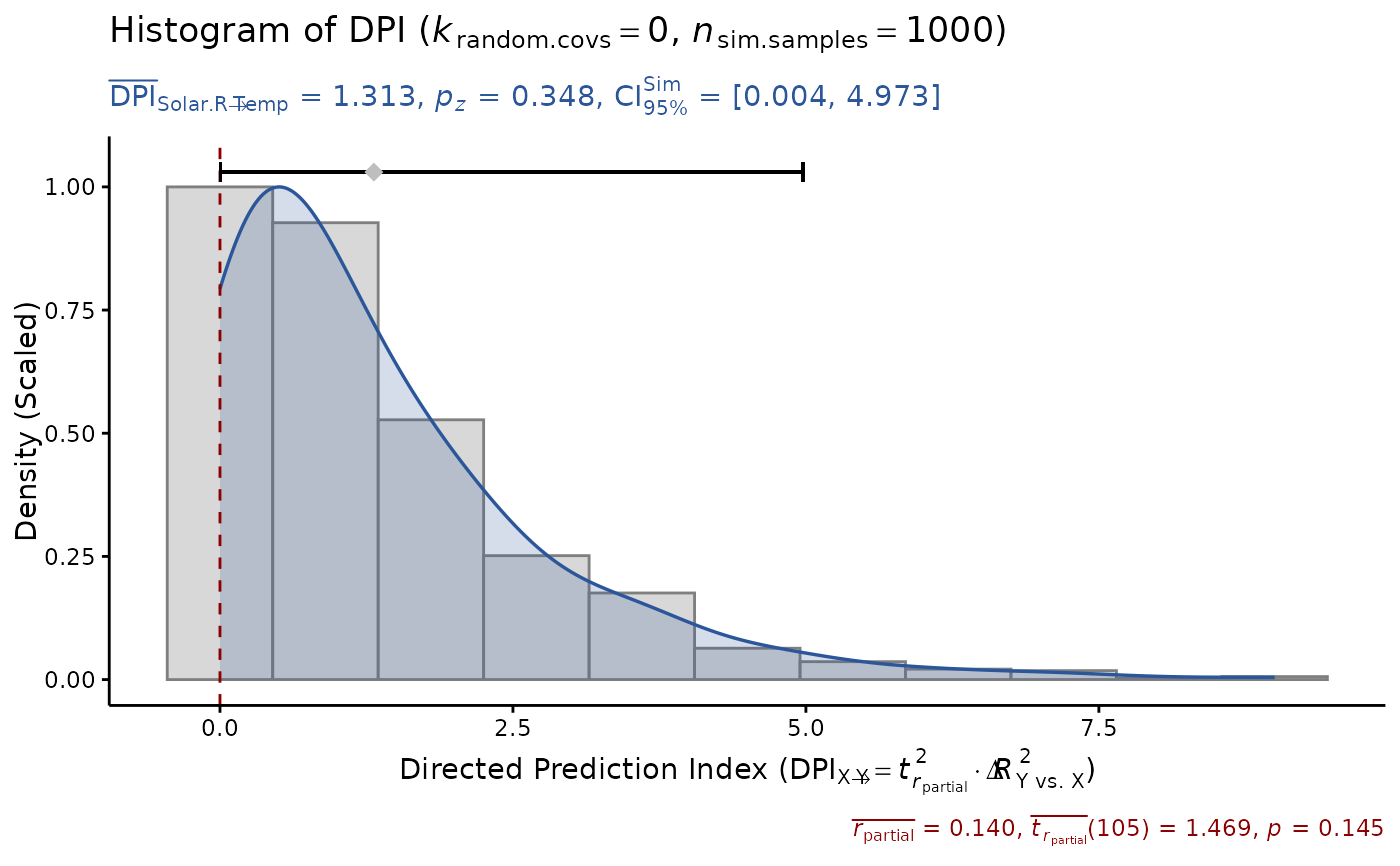 Histogram of DPI (k random.covs = 0, n sim.samples = 1000)
DPI Solar.R→Temp = 1.313, p z = 0.348, CI Sim 95% = [0.004, 4.973]
1.00
0.75
0.50
0.25
0.00
Density (Scaled)
0.0 2.5 5.0 7.5
Directed Prediction Index (DPI X→Y = t 2 r partial · Δ R 2 Y vs. X)
r partial = 0.140, t r partial (105) = 1.469, p = 0.145